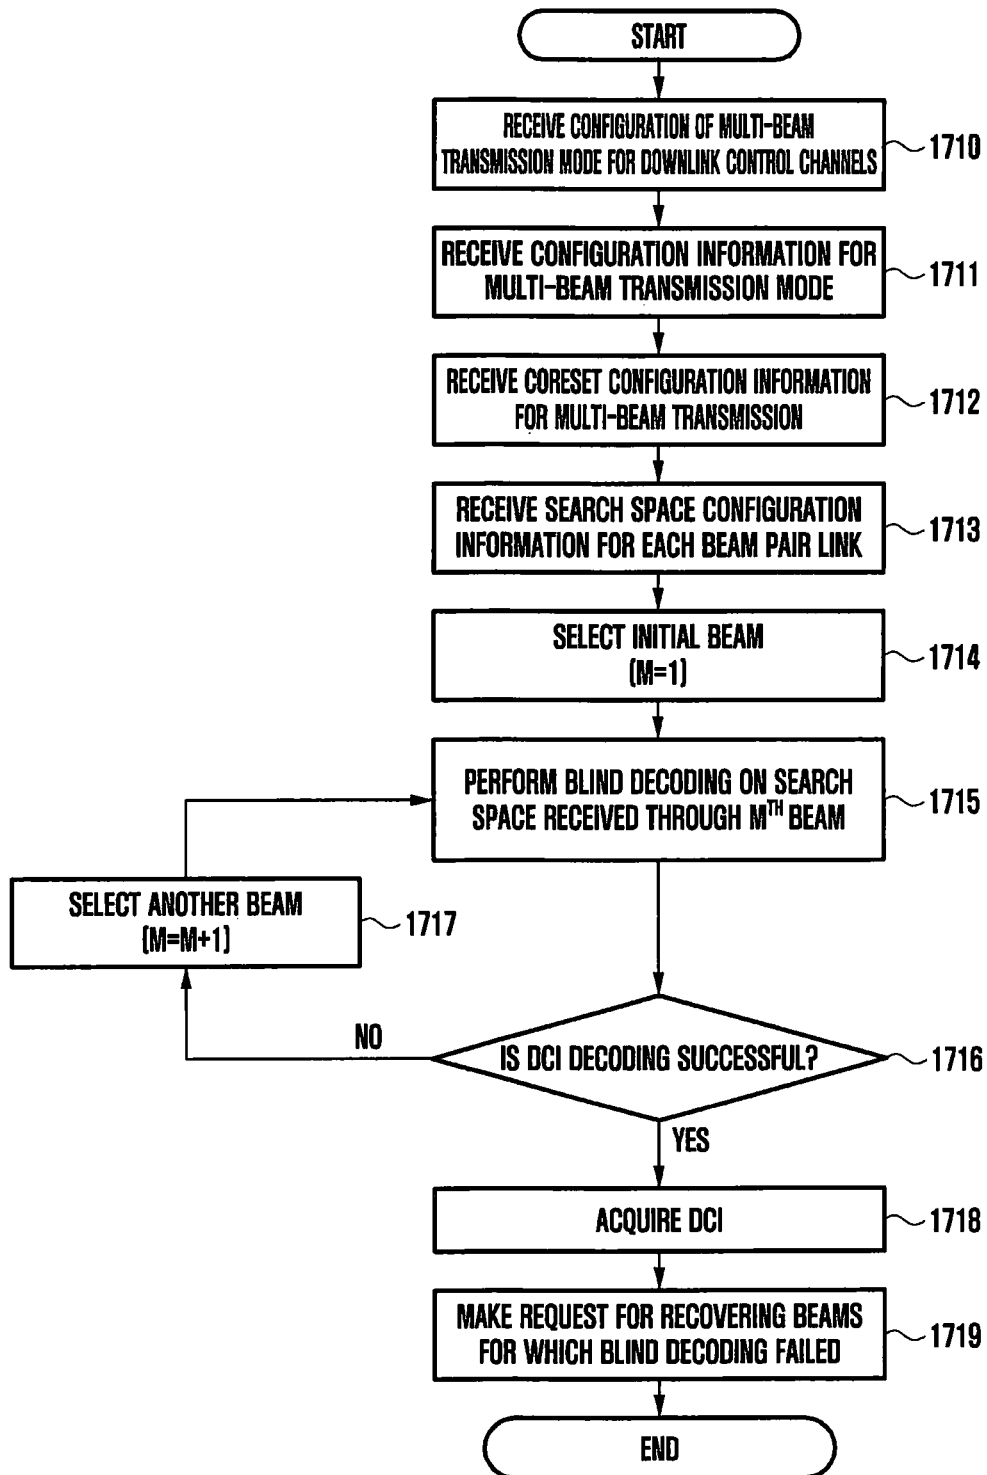 START
RECEIVE CONFIGURATION OF MULTI-BEAM
TRANSMISSION MODE FOR DOWNLINK CONTROL CHANNELS
1710
RECEIVE CONFIGURATION INFORMATION FOR
MULTI-BEAM TRANSMISSION MODE
1711
RECEIVE CORESET CONFIGURATION INFORMATION
FOR MULTI-BEAM TRANSMISSION
1712
RECEIVE SEARCH SPACE CONFIGURATION
INFORMATION FOR EACH BEAM PAIR LINK
1713
SELECT INITIAL BEAM
(M=1)
1714
PERFORM BLIND DECODING ON SEARCH
SPACE RECEIVED THROUGH MTH BEAM
1715
SELECT ANOTHER BEAM
(M=M+1)
1717
NO
IS DCI DECODING SUCCESSFUL?
1716
YES
ACQUIRE DCI
1718
MAKE REQUEST FOR RECOVERING BEAMS
FOR WHICH BLIND DECODING FAILED
1719
END